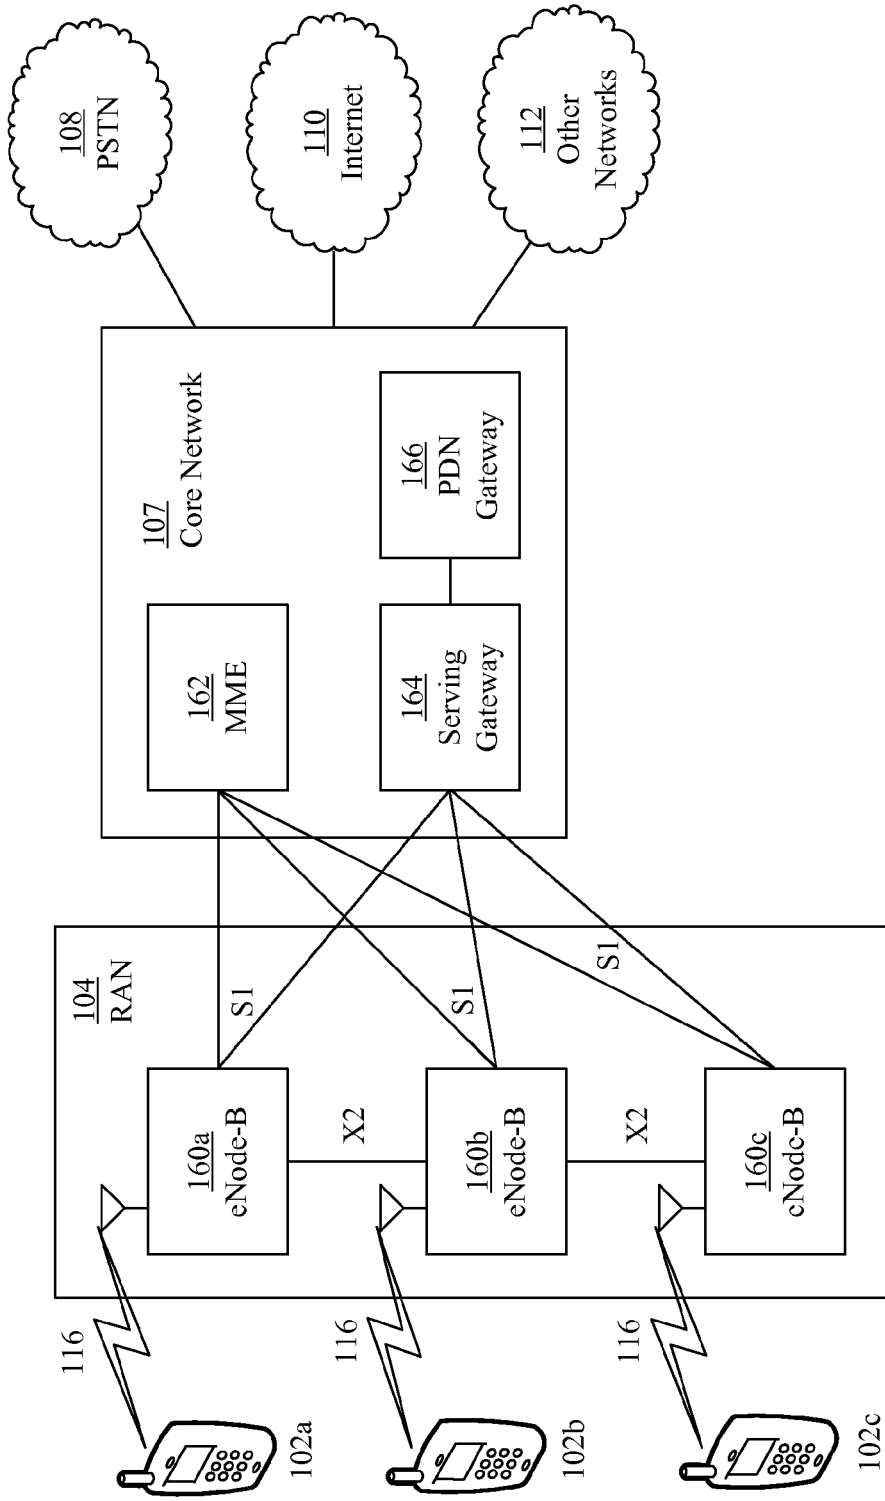 108
PSTN
110
Internet
112
Other
Networks
107
Core Network
162
MME
166
PDN
Gateway
164
Serving
Gateway
104
RAN
S1
S1
S1
160a
eNode-B
X2
160b
eNode-B
X2
160c
eNode-B
116
116
116
102a
102b
102c